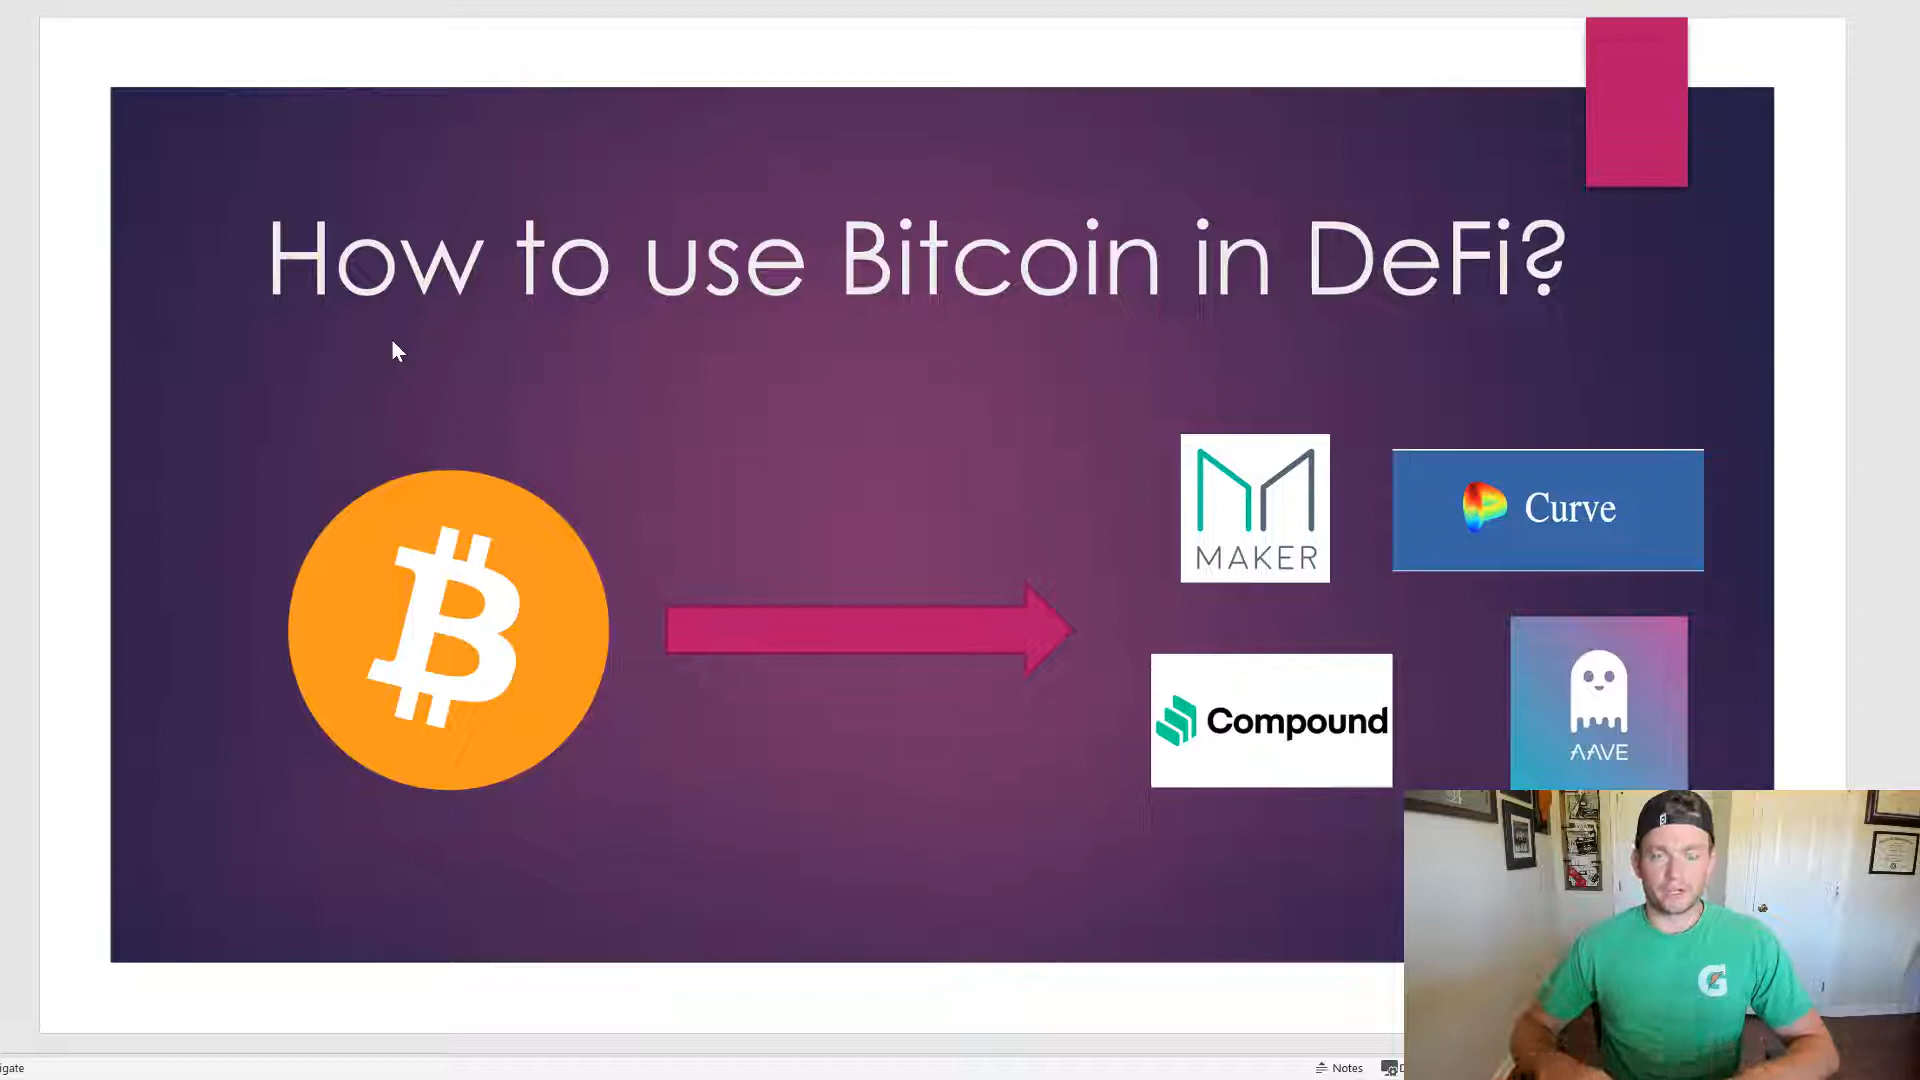 How to use Bitcoin in DeFi?
MAKER
Curve
Compound
AAVE
G
igate
Notes